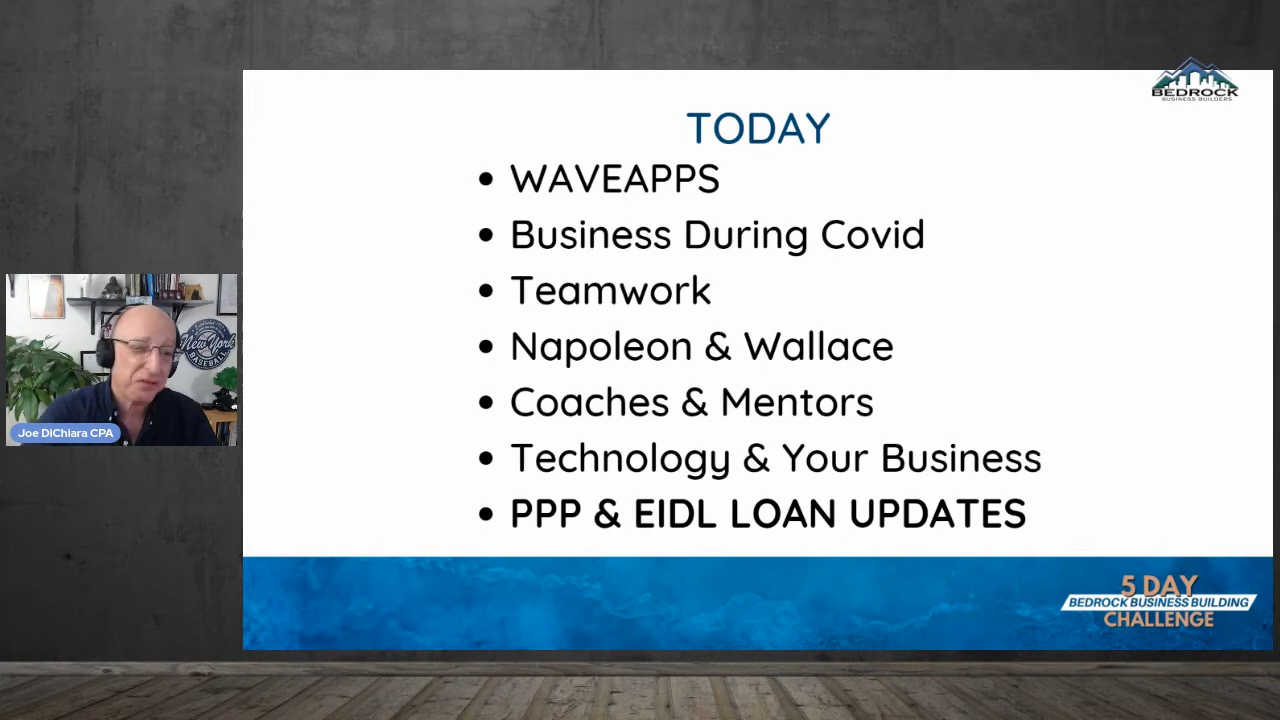 BEDROCK
BUSINESS BUILDERS
TODAY
• WAVEAPPS
• Business During Covid
• Teamwork
• Napoleon & Wallace
• Coaches & Mentors
• Technology & Your Business
• PPP & EIDL LOAN UPDATES
New York
BASEBALL
Joe DiChiara CPA
5 DAY
BEDROCK BUSINESS BUILDING
CHALLENGE